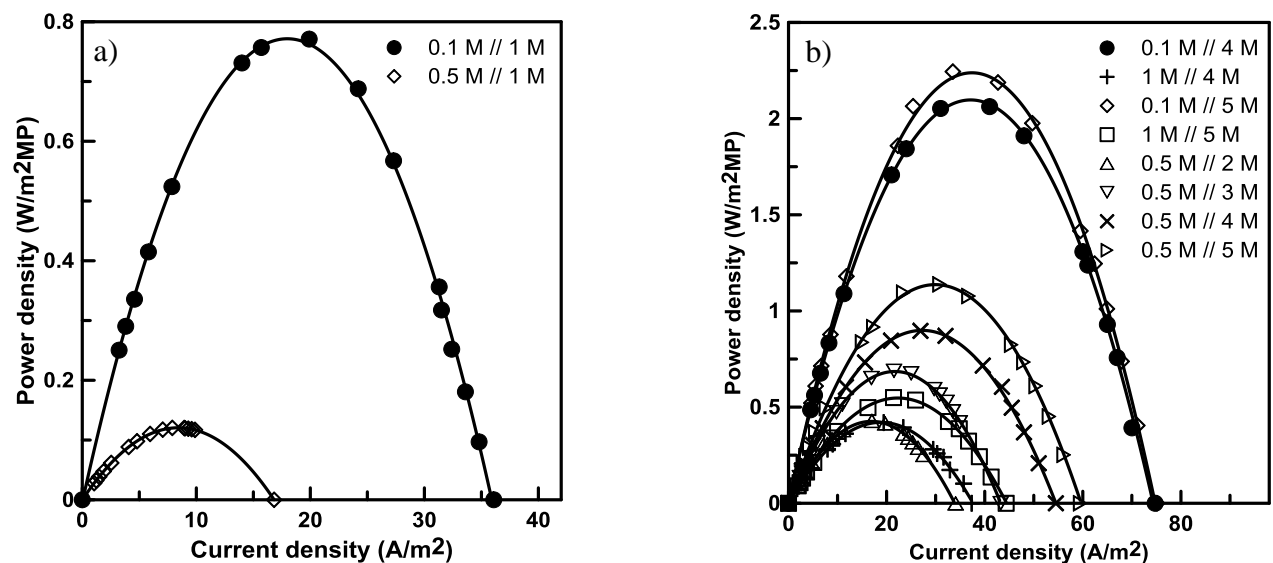 a)
0.1 M // 1 M
0.5 M // 1 M
Power density (W/m2MP)
0.8
0.6
0.4
0.2
0
0 10 20 30 40
Current density (A/m2)
b)
0.1 M // 4 M
1 M // 4 M
0.1 M // 5 M
1 M // 5 M
0.5 M // 2 M
0.5 M // 3 M
0.5 M // 4 M
0.5 M // 5 M
Power density (W/m2MP)
2.5
2
1.5
1
0.5
0
0 20 40 60 80
Current density (A/m2)